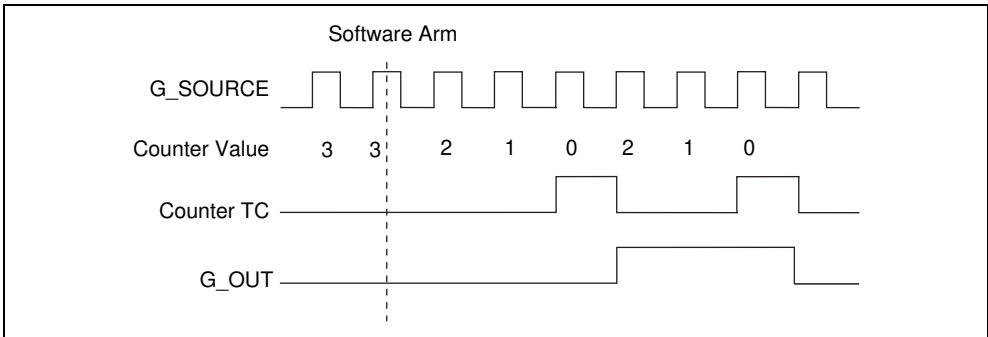 Software Arm
G_SOURCE
Counter Value 3 3 2 1 0 2 1 0
Counter TC
G_OUT